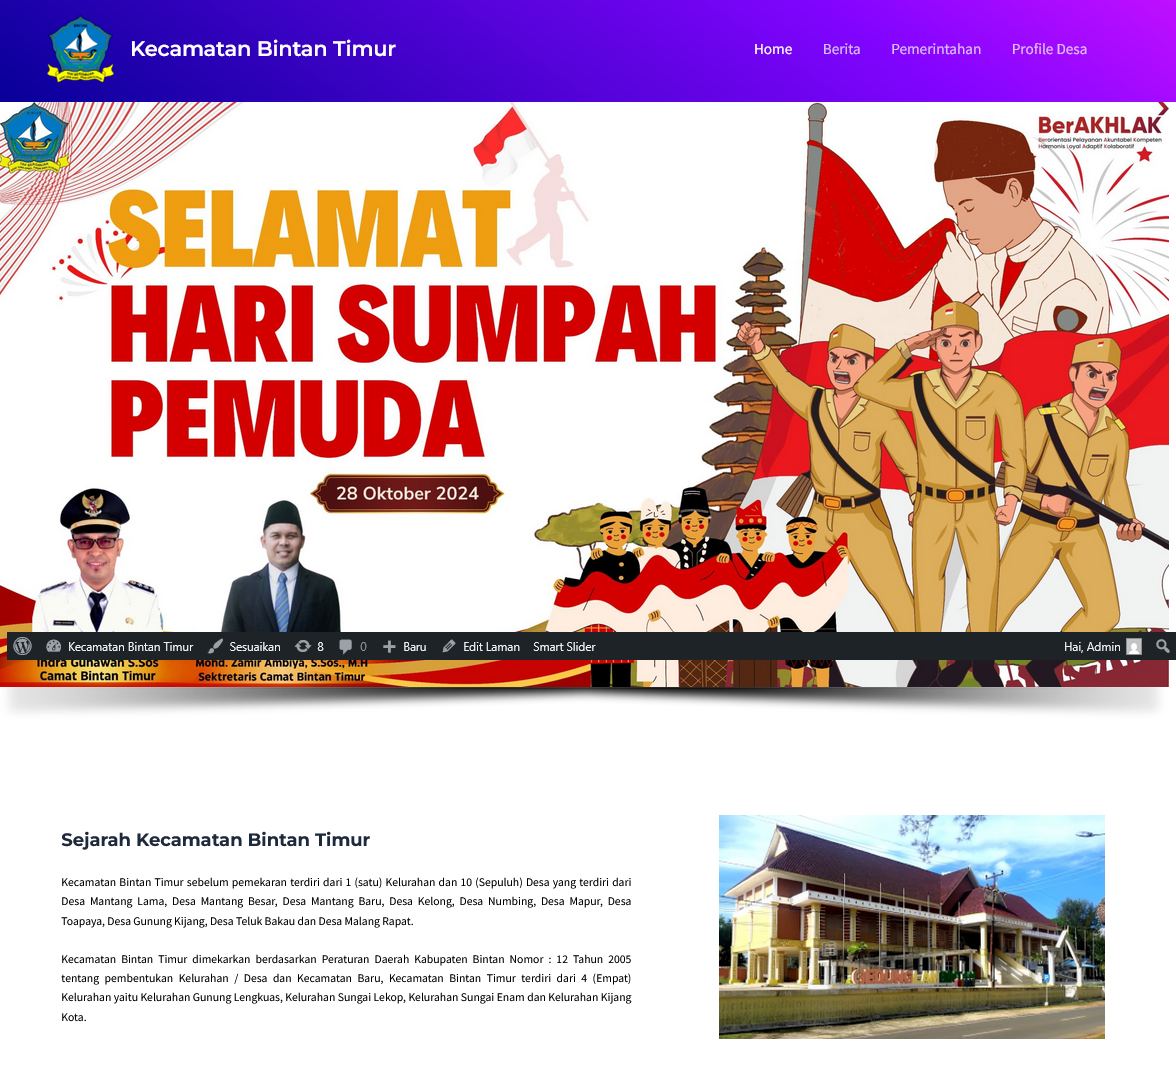 Kecamatan Bintan Timur
Home Berita Pemerintahan Profile Desa
BerAKHLAK
Berorientasi Pelayanan Akuntabel Kompeten
Harmonis Loyal Adaptif Kolaboratif
SELAMAT
HARI SUMPAH
PEMUDA
28 Oktober 2024
Kecamatan Bintan Timur Sesuaikan 8 0 Baru Edit Laman Smart Slider Hai, Admin
Indra Gunawan S.Sos
Camat Bintan Timur
Mohd. Zamir Ambiya, S.Sos., M.H
Sektretaris Camat Bintan Timur
Sejarah Kecamatan Bintan Timur
Kecamatan Bintan Timur sebelum pemekaran terdiri dari 1 (satu) Kelurahan dan 10 (Sepuluh) Desa yang terdiri dari
Desa Mantang Lama, Desa Mantang Besar, Desa Mantang Baru, Desa Kelong, Desa Numbing, Desa Mapur, Desa
Toapaya, Desa Gunung Kijang, Desa Teluk Bakau dan Desa Malang Rapat.
Kecamatan Bintan Timur dimekarkan berdasarkan Peraturan Daerah Kabupaten Bintan Nomor : 12 Tahun 2005
tentang pembentukan Kelurahan / Desa dan Kecamatan Baru, Kecamatan Bintan Timur terdiri dari 4 (Empat)
Kelurahan yaitu Kelurahan Gunung Lengkuas, Kelurahan Sungai Lekop, Kelurahan Sungai Enam dan Kelurahan Kijang
Kota.